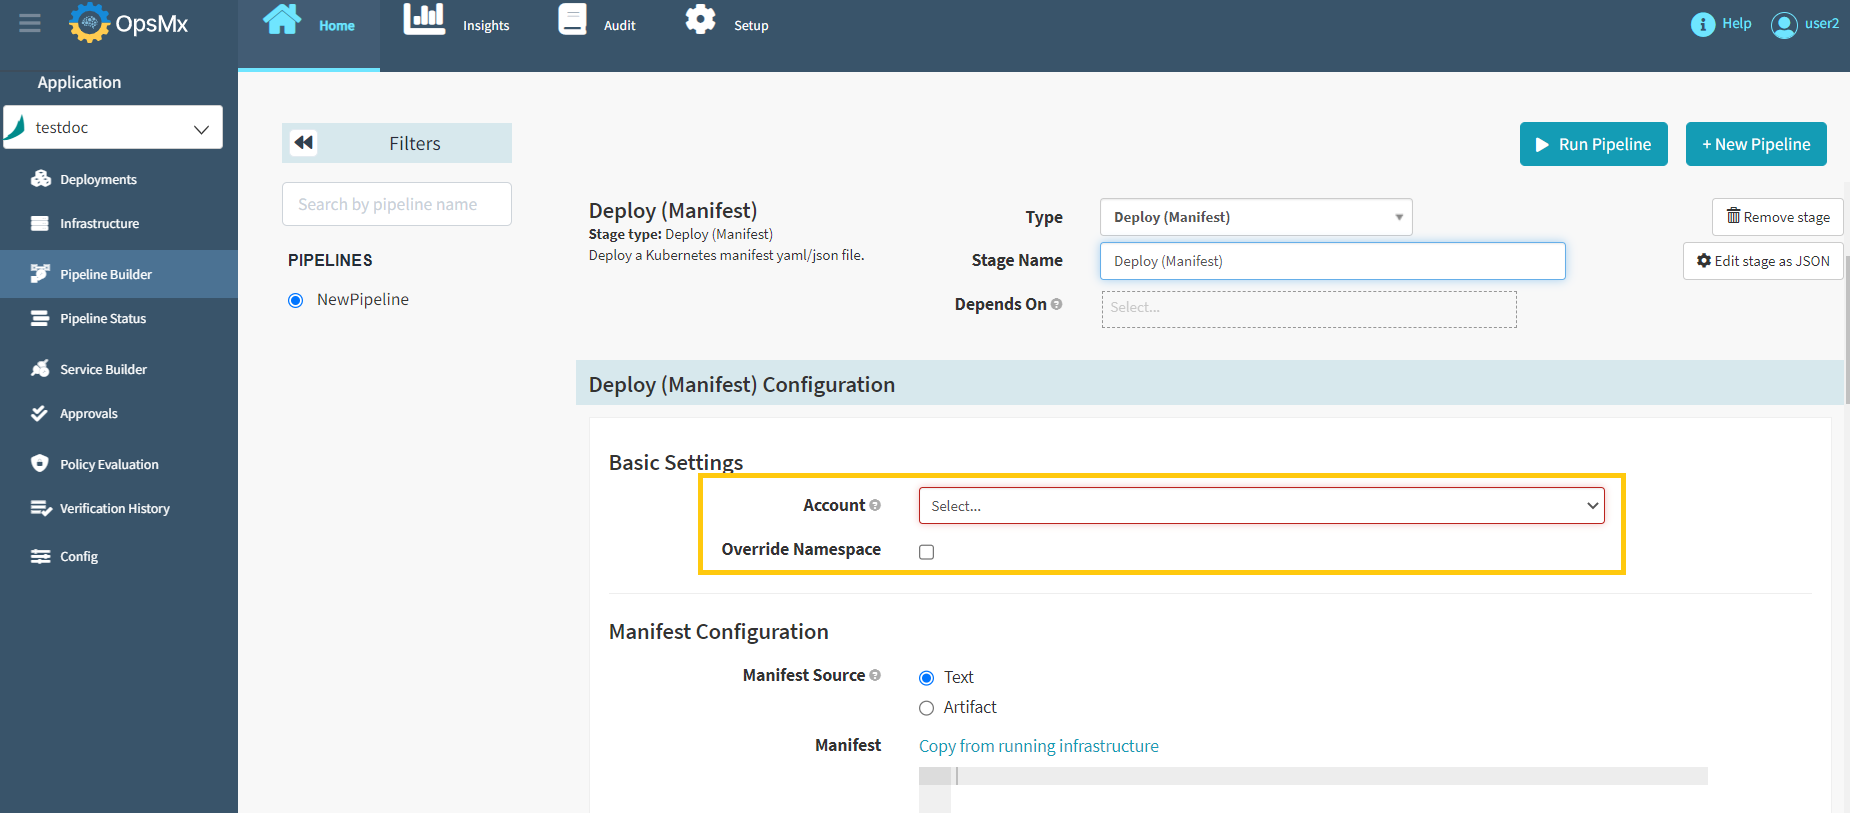 OpsMx
Home
Insights
Audit
Setup
Help
user2
Application
testdoc
Deployments
Infrastructure
Pipeline Builder
Pipeline Status
Service Builder
Approvals
Policy Evaluation
Verification History
Config
Filters
Search by pipeline name
PIPELINES
NewPipeline
Run Pipeline
+ New Pipeline
Deploy (Manifest)
Stage type: Deploy (Manifest)
Deploy a Kubernetes manifest yaml/json file.
Type
Deploy (Manifest)
Stage Name
Deploy (Manifest)
Depends On
Select...
Remove stage
Edit stage as JSON
Deploy (Manifest) Configuration
Basic Settings
Account
Select...
Override Namespace
Manifest Configuration
Manifest Source
Text
Artifact
Manifest
Copy from running infrastructure